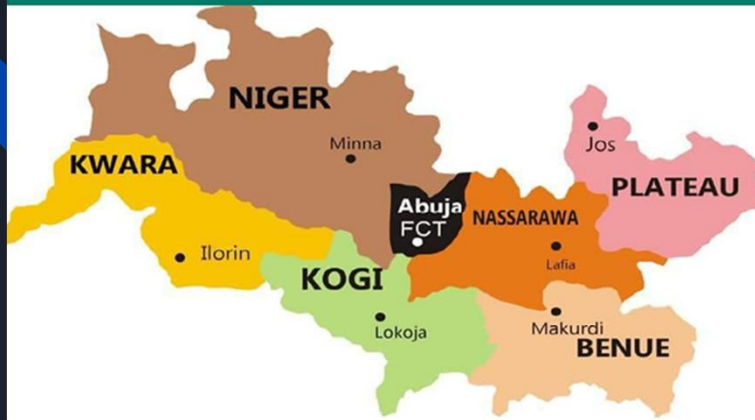 NIGER
Minna
Jos
KWARA
PLATEAU
Abuja
FCT
NASSARAWA
Ilorin
Lafia
KOGI
Lokoja
Makurdi
BENUE